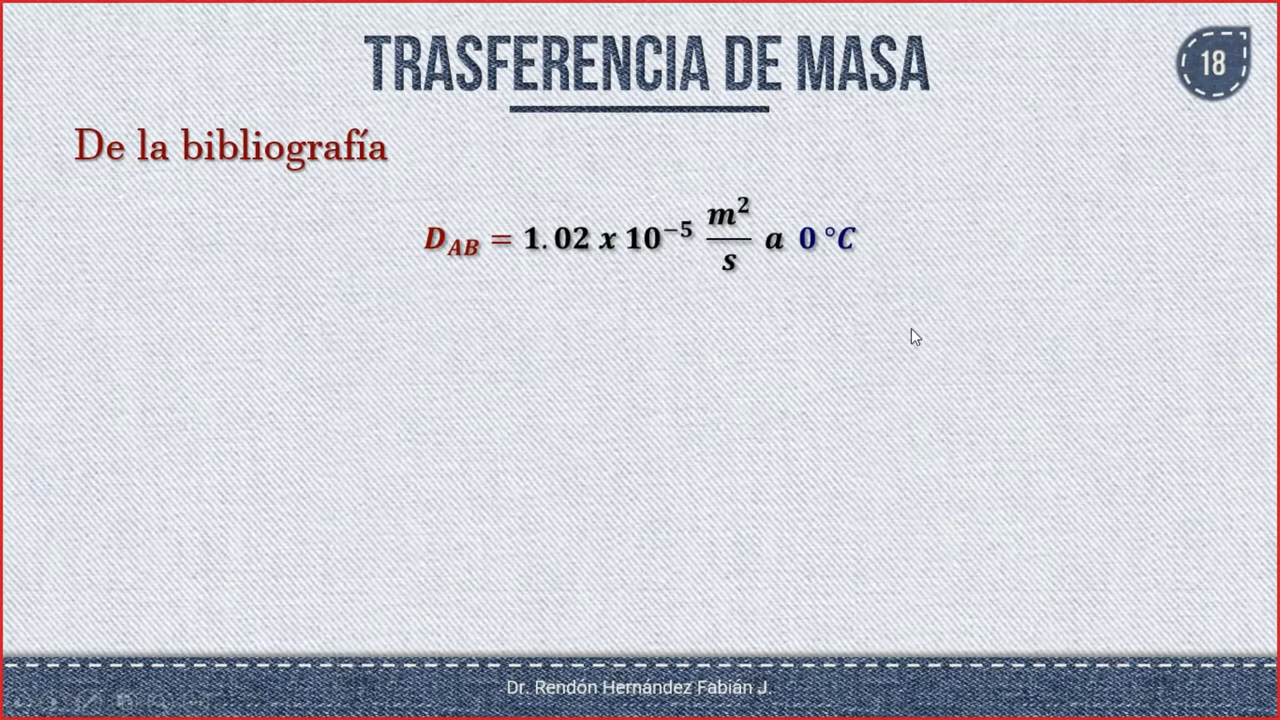 TRASFERENCIA DE MASA
18
De la bibliografía
D_AB = 1.02 x 10^−5 m^2/s a 0 °C
Dr. Rendón Hernández Fabián J.